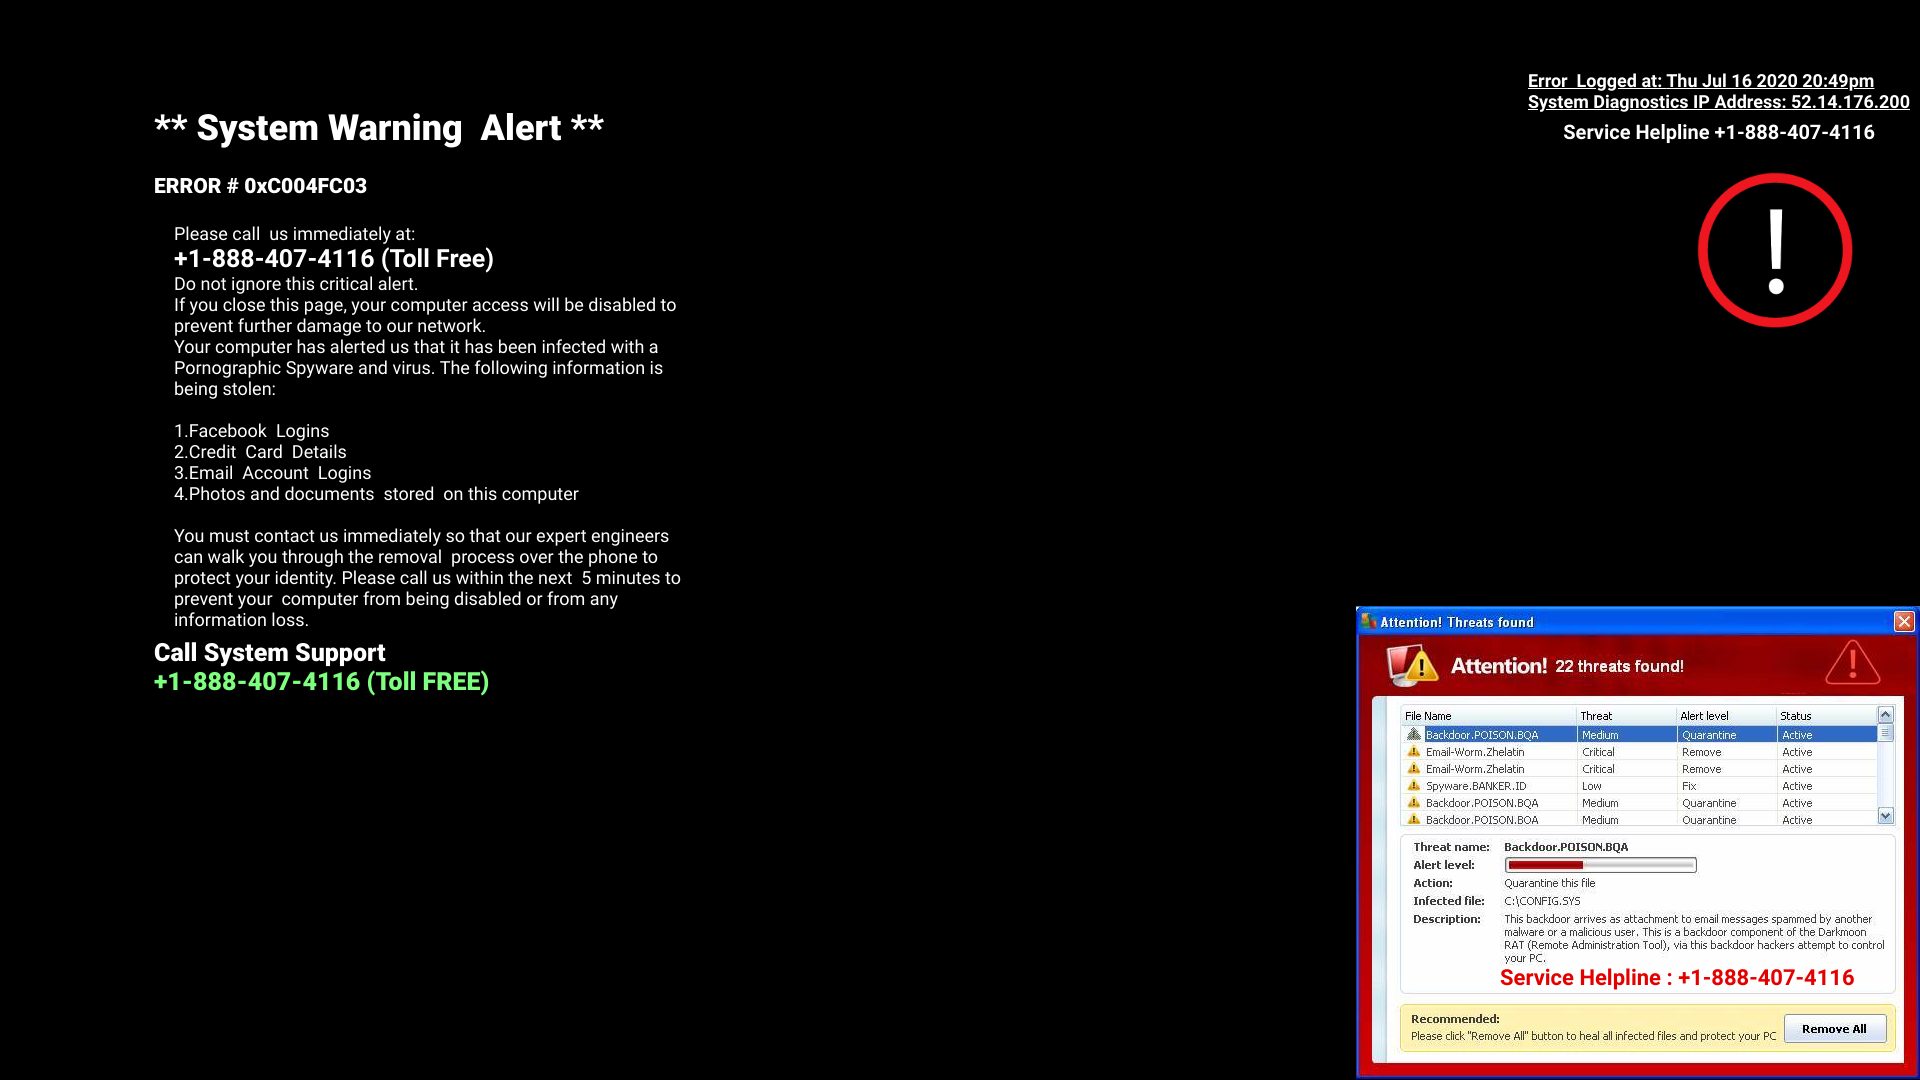 Error Logged at: Thu Jul 16 2020 20:49pm
System Diagnostics IP Address: 52.14.176.200
Service Helpline +1-888-407-4116
** System Warning Alert **
ERROR # 0xC004FC03
Please call us immediately at:
+1-888-407-4116 (Toll Free)
Do not ignore this critical alert.
If you close this page, your computer access will be disabled to
prevent further damage to our network.
Your computer has alerted us that it has been infected with a
Pornographic Spyware and virus. The following information is
being stolen:
1.Facebook Logins
2.Credit Card Details
3.Email Account Logins
4.Photos and documents stored on this computer
You must contact us immediately so that our expert engineers
can walk you through the removal process over the phone to
protect your identity. Please call us within the next 5 minutes to
prevent your computer from being disabled or from any
information loss.
Call System Support
+1-888-407-4116 (Toll FREE)
Attention! Threats found
Attention! 22 threats found!
File Name Threat Alert level Status
Backdoor.POISON.BQA Medium Quarantine Active
Email-Worm.Zhelatin Critical Remove Active
Email-Worm.Zhelatin Critical Remove Active
Spyware.BANKER.ID Low Fix Active
Backdoor.POISON.BQA Medium Quarantine Active
Backdoor.POISON.BQA Medium Quarantine Active
Threat name: Backdoor.POISON.BQA
Alert level:
Action: Quarantine this file
Infected file: C:\CONFIG.SYS
Description: This backdoor arrives as attachment to email messages spammed by another
malware or a malicious user. This is a backdoor component of the Darkmoon
RAT (Remote Administration Tool), via this backdoor hackers attempt to control
your PC.
Service Helpline : +1-888-407-4116
Recommended:
Please click "Remove All" button to heal all infected files and protect your PC
Remove All